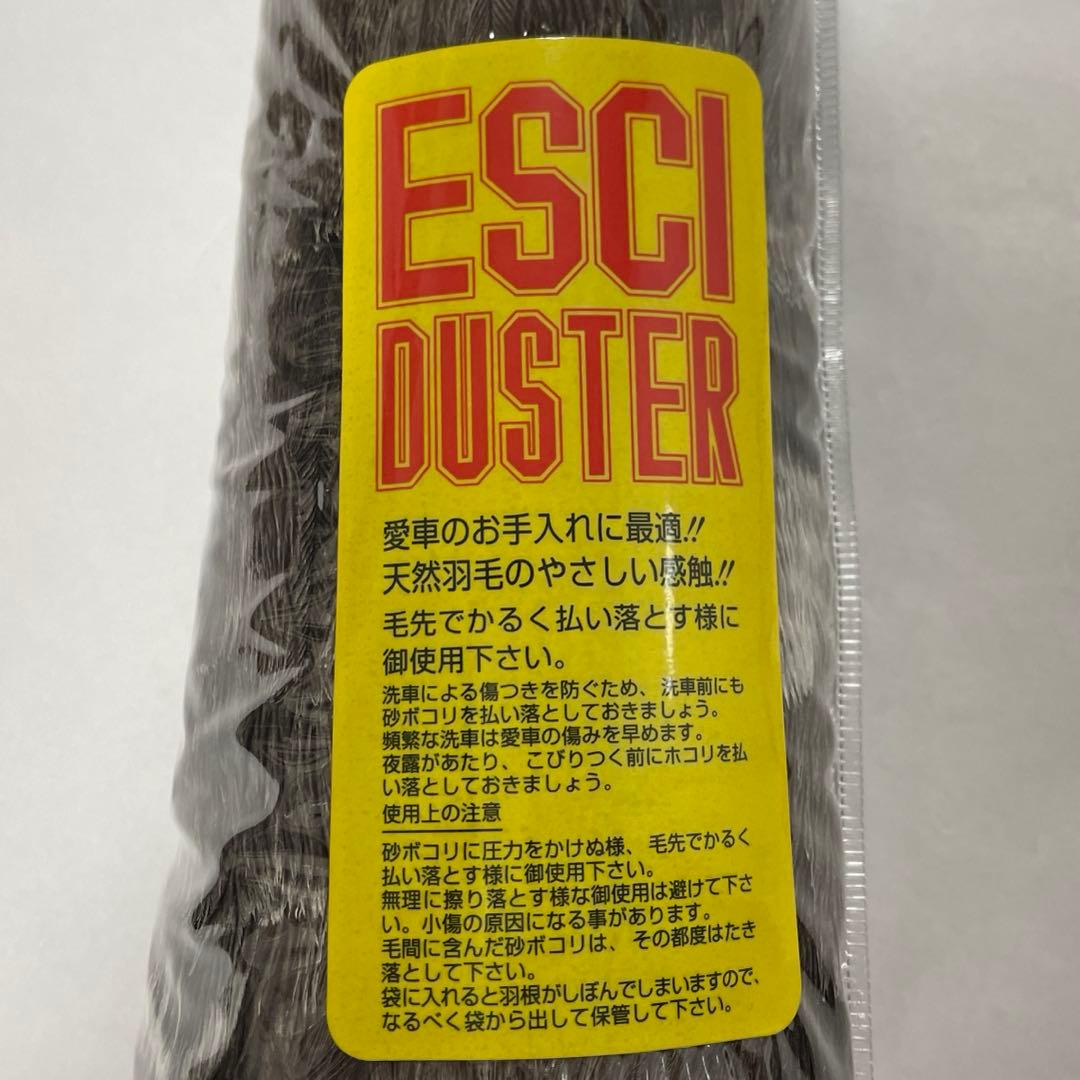 ESCI
DUSTER
愛車のお手入れに最適!!
天然羽毛のやさしい感触!!
毛先でかるく払い落とす様に
御使用下さい。
洗車による傷つきを防ぐため、洗車前にも
砂ボコリを払い落としておきましょう。
頻繁な洗車は愛車の傷みを早めます。
夜露があたり、こびりつく前にホコリを払
い落としておきましょう。
使用上の注意
砂ボコリに圧力をかけぬ様、毛先でかるく
払い落とす様に御使用下さい。
無理に擦り落とす様な御使用は避けて下さ
い。小傷の原因になる事があります。
毛間に含んだ砂ボコリは、その都度はたき
落として下さい。
袋に入れると羽根がしぼんでしまいますので、
なるべく袋から出して保管して下さい。